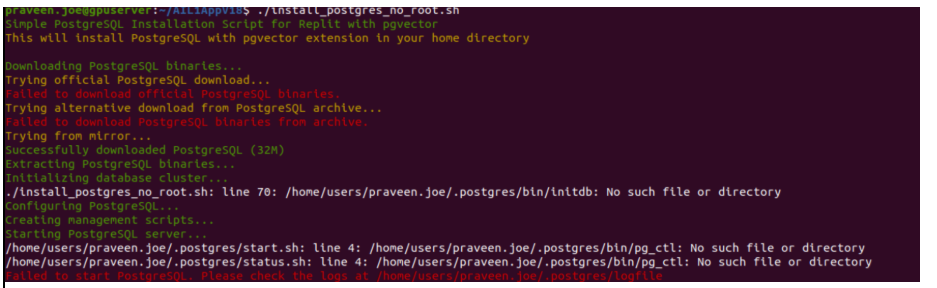 praveen.joe@gpuserver:~/AiLiAppV18$ ./install_postgres_no_root.sh
Simple PostgreSQL Installation Script for Replit with pgvector
This will install PostgreSQL with pgvector extension in your home directory
Downloading PostgreSQL binaries...
Trying official PostgreSQL download...
Failed to download official PostgreSQL binaries.
Trying alternative download from PostgreSQL archive...
Failed to download PostgreSQL binaries from archive.
Trying from mirror...
Successfully downloaded PostgreSQL (32M)
Extracting PostgreSQL binaries...
Initializing database cluster...
./install_postgres_no_root.sh: line 70: /home/users/praveen.joe/.postgres/bin/initdb: No such file or directory
Configuring PostgreSQL...
Creating management scripts...
Starting PostgreSQL server...
/home/users/praveen.joe/.postgres/start.sh: line 4: /home/users/praveen.joe/.postgres/bin/pg_ctl: No such file or directory
/home/users/praveen.joe/.postgres/status.sh: line 4: /home/users/praveen.joe/.postgres/bin/pg_ctl: No such file or directory
Failed to start PostgreSQL. Please check the logs at /home/users/praveen.joe/.postgres/logfile